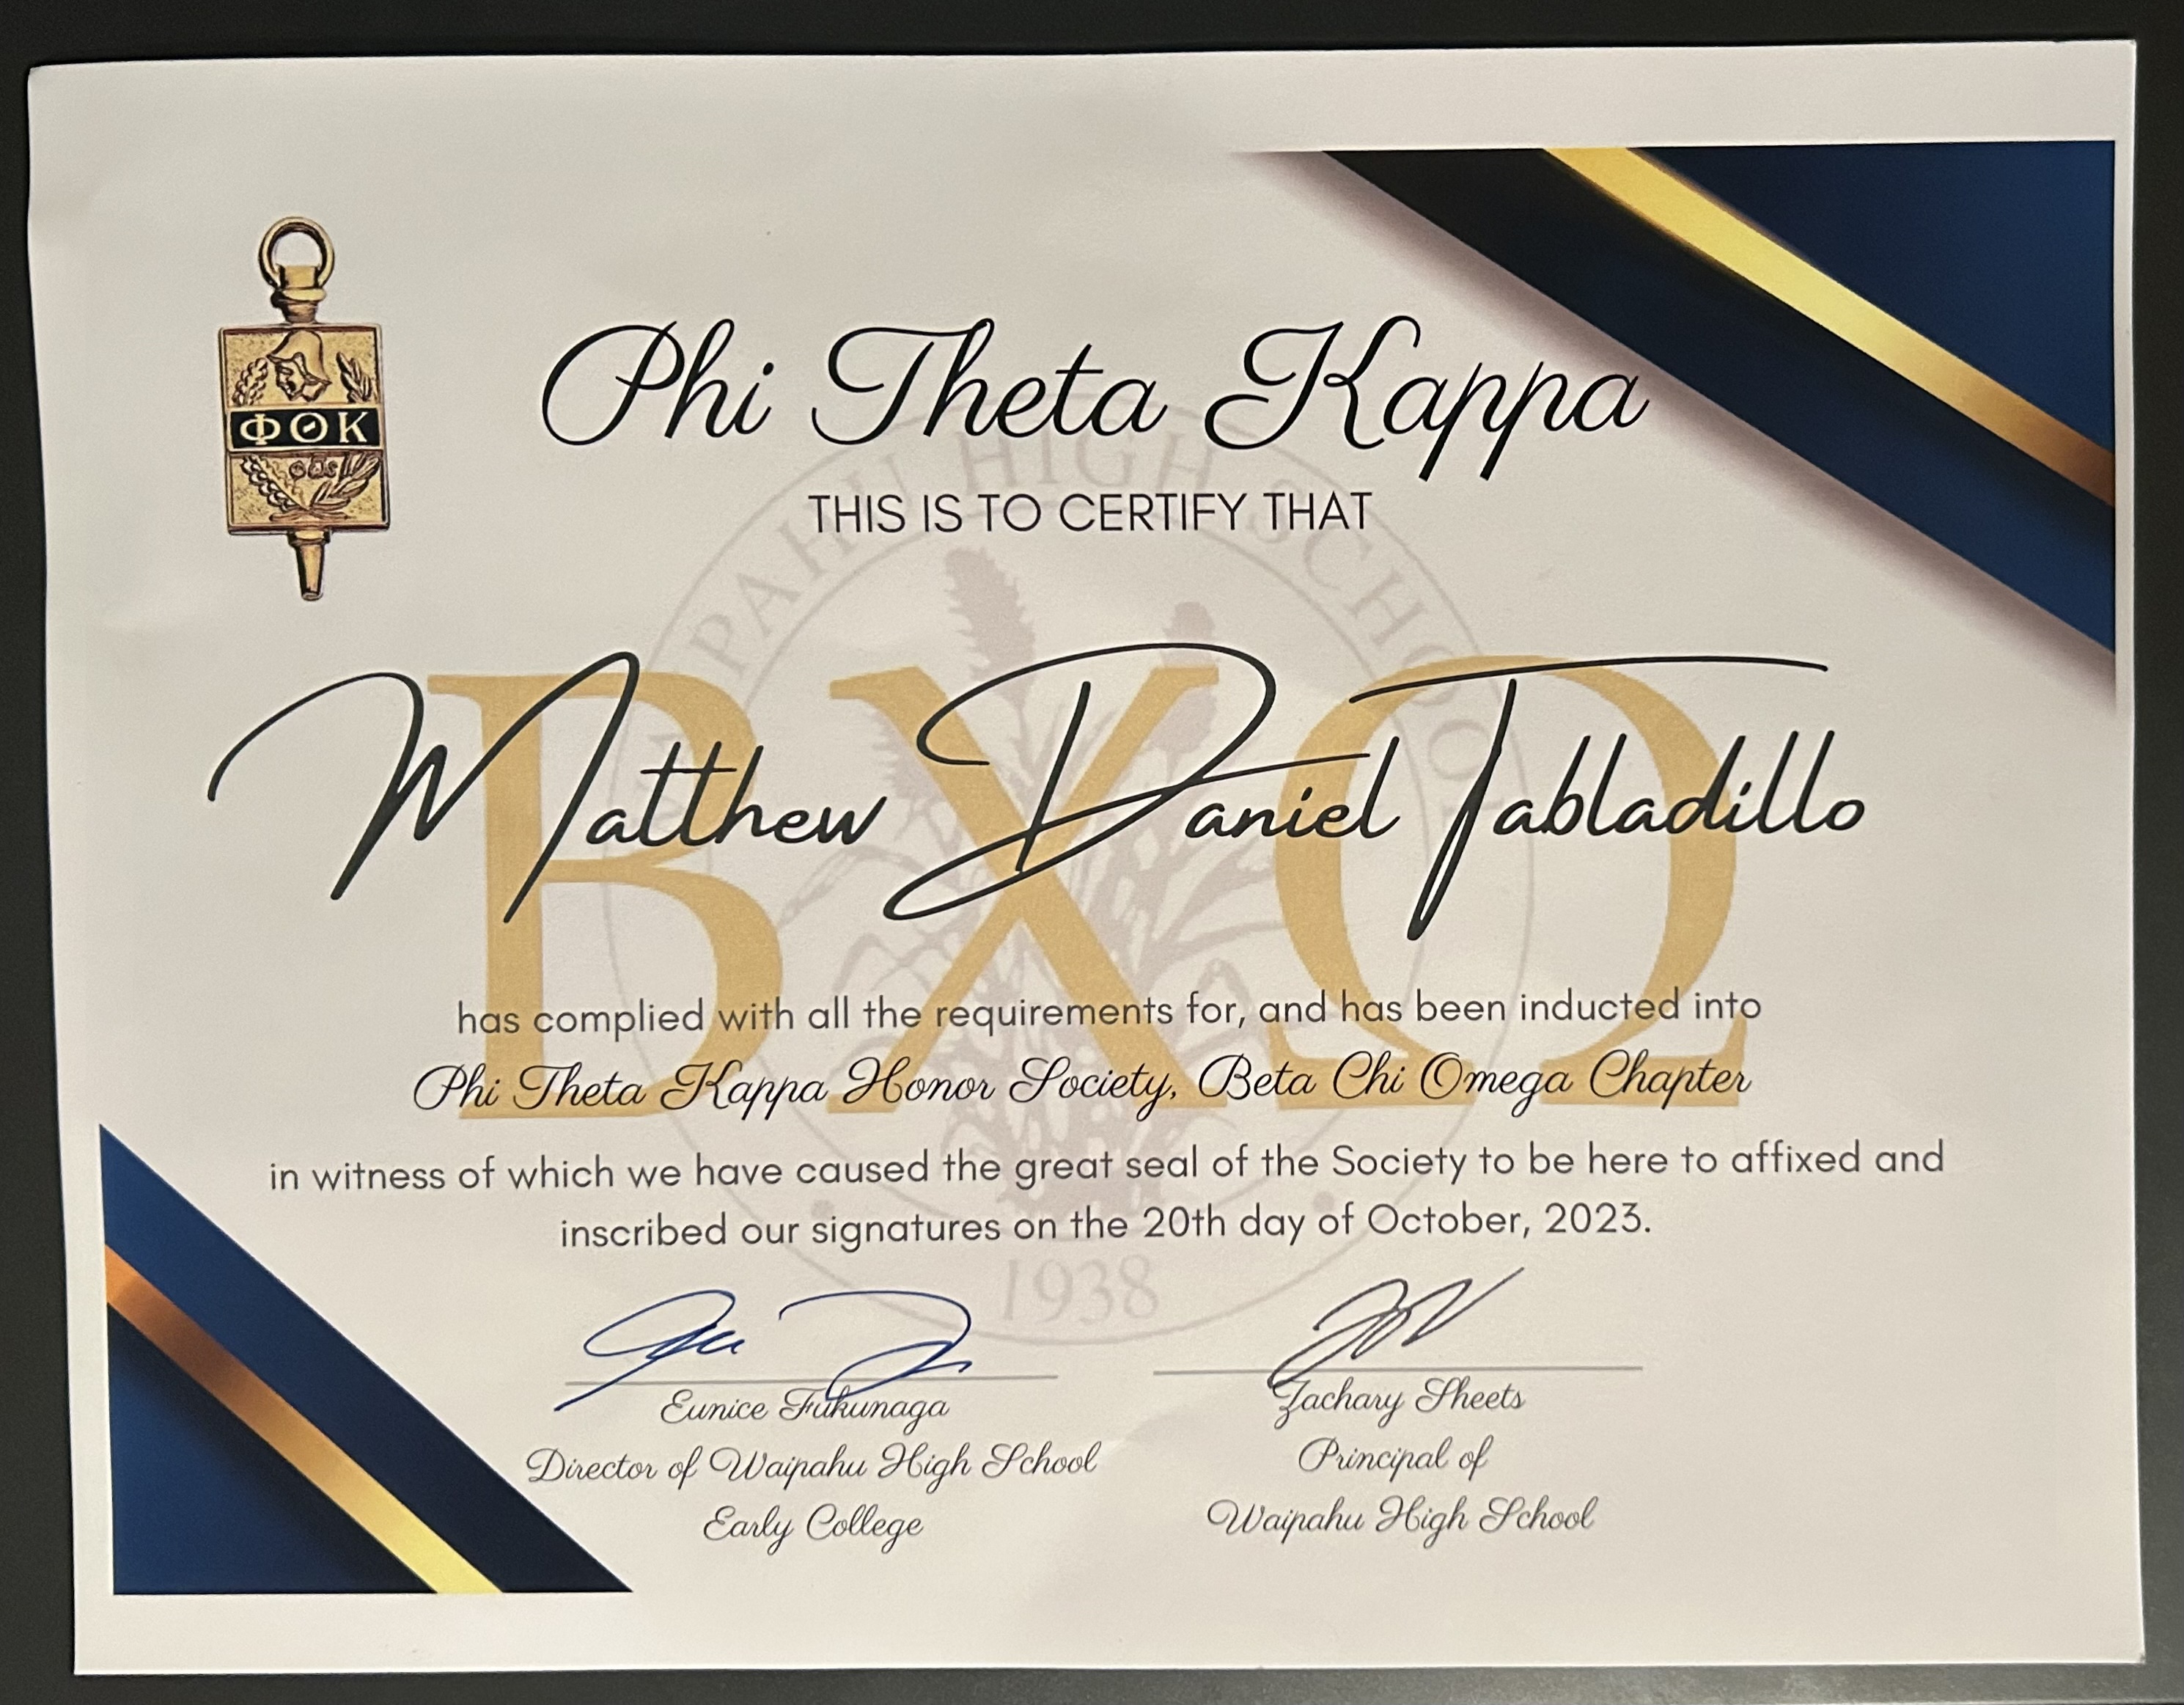 Phi Theta Kappa
ΦΘΚ
THIS IS TO CERTIFY THAT
WAIPAHU HIGH SCHOOL
ΒΧΩ
Matthew Daniel Tabladillo
has complied with all the requirements for, and has been inducted into
Phi Theta Kappa Honor Society, Beta Chi Omega Chapter
in witness of which we have caused the great seal of the Society to be here to affixed and
inscribed our signatures on the 20th day of October, 2023.
1938
Eunice Fukunaga
Director of Waipahu High School
Early College
Zachary Sheets
Principal of
Waipahu High School